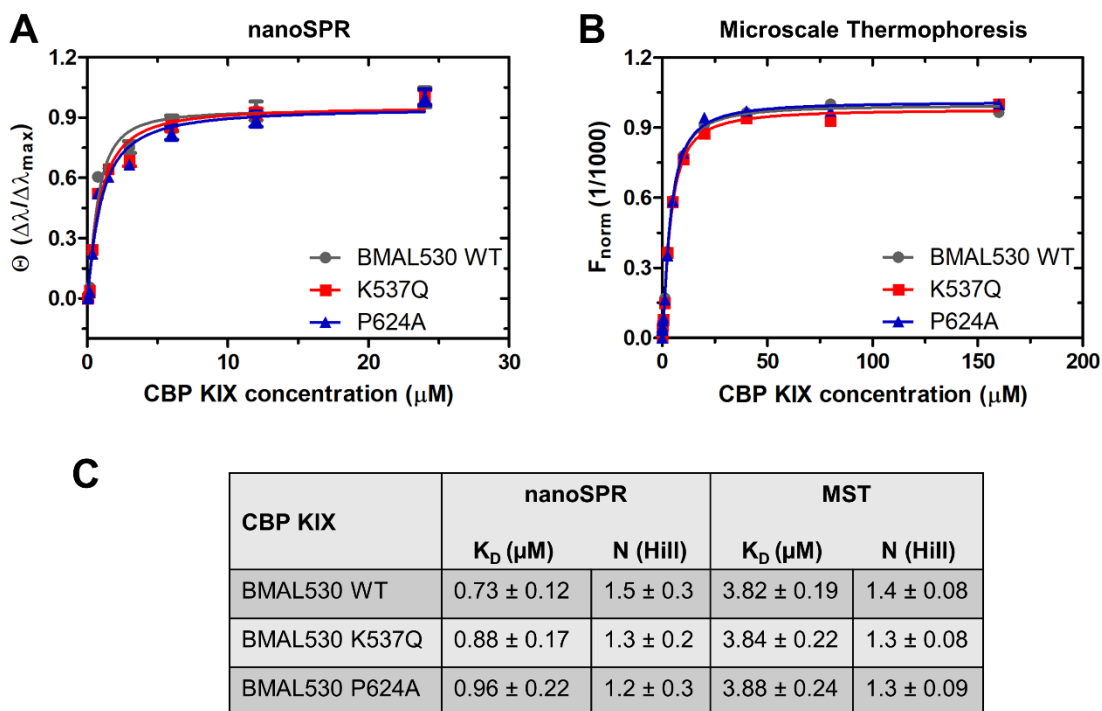 A
nanoSPR
Θ (Δλ/Δλmax)
1.2
0.9
0.6
0.3
0.0
BMAL530 WT
K537Q
P624A
0 10 20 30
CBP KIX concentration (μM)
B
Microscale Thermophoresis
Fnorm (1/1000)
1.2
0.9
0.6
0.3
0.0
BMAL530 WT
K537Q
P624A
0 50 100 150 200
CBP KIX concentration (μM)
C
CBP KIX nanoSPR MST
KD (μM) N (Hill) KD (μM) N (Hill)
BMAL530 WT 0.73 ± 0.12 1.5 ± 0.3 3.82 ± 0.19 1.4 ± 0.08
BMAL530 K537Q 0.88 ± 0.17 1.3 ± 0.2 3.84 ± 0.22 1.3 ± 0.08
BMAL530 P624A 0.96 ± 0.22 1.2 ± 0.3 3.88 ± 0.24 1.3 ± 0.09